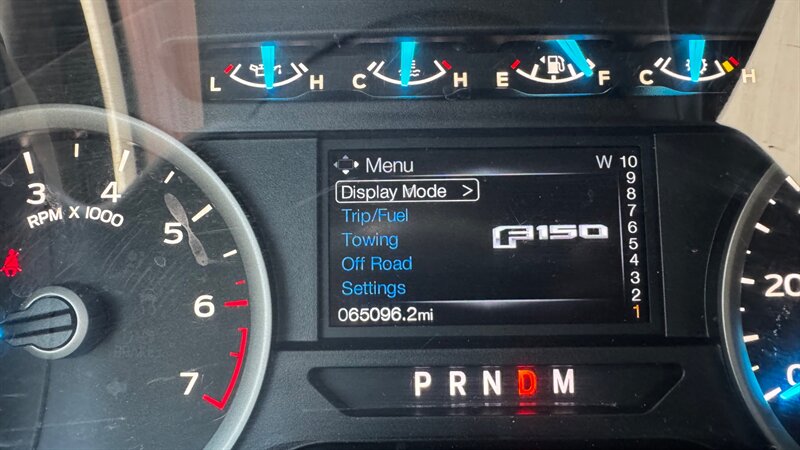 L H C H E F C H
Menu W 10
Display Mode > 9
8
Trip/Fuel 7
Towing F150 6
5
Off Road 4
3
Settings 2
065096.2mi 1
3 4
RPM X 1000
5
6
7
20
0
P R N D M